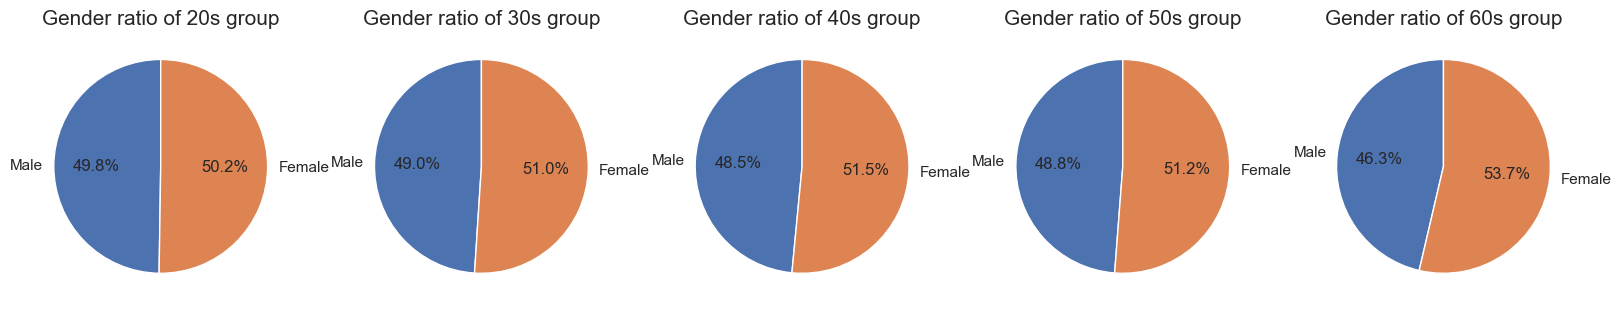 Gender ratio of 20s group
Male
49.8%
50.2%
Female
Gender ratio of 30s group
Male
49.0%
51.0%
Female
Gender ratio of 40s group
Male
48.5%
51.5%
Female
Gender ratio of 50s group
Male
48.8%
51.2%
Female
Gender ratio of 60s group
Male
46.3%
53.7%
Female